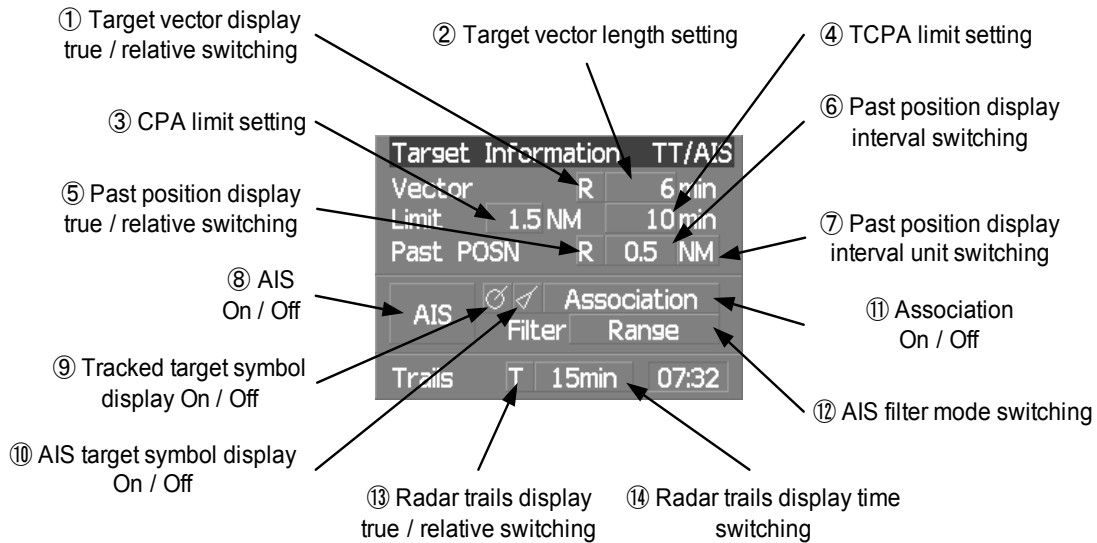 ① Target vector display
true / relative switching
② Target vector length setting
④ TCPA limit setting
③ CPA limit setting
⑥ Past position display
interval switching
⑤ Past position display
true / relative switching
⑦ Past position display
interval unit switching
Target Information TT/AIS
Vector R 6 min
Limit 1.5 NM 10 min
Past POSN R 0.5 NM
AIS Association
Filter Range
Trails T 15min 07:32
⑧ AIS
On / Off
⑪ Association
On / Off
⑨ Tracked target symbol
display On / Off
⑫ AIS filter mode switching
⑩ AIS target symbol display
On / Off
⑬ Radar trails display
true / relative switching
⑭ Radar trails display time
switching